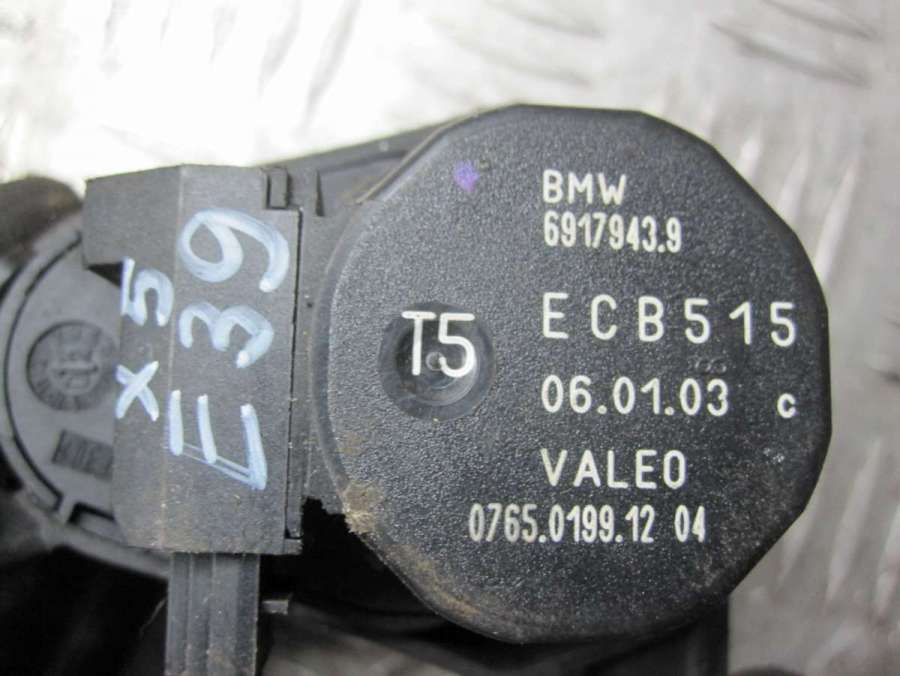 BMW
6917943.9
ECB515
T5
06.01.03 c
VALEO
0765.0199.12 04
X5
E39